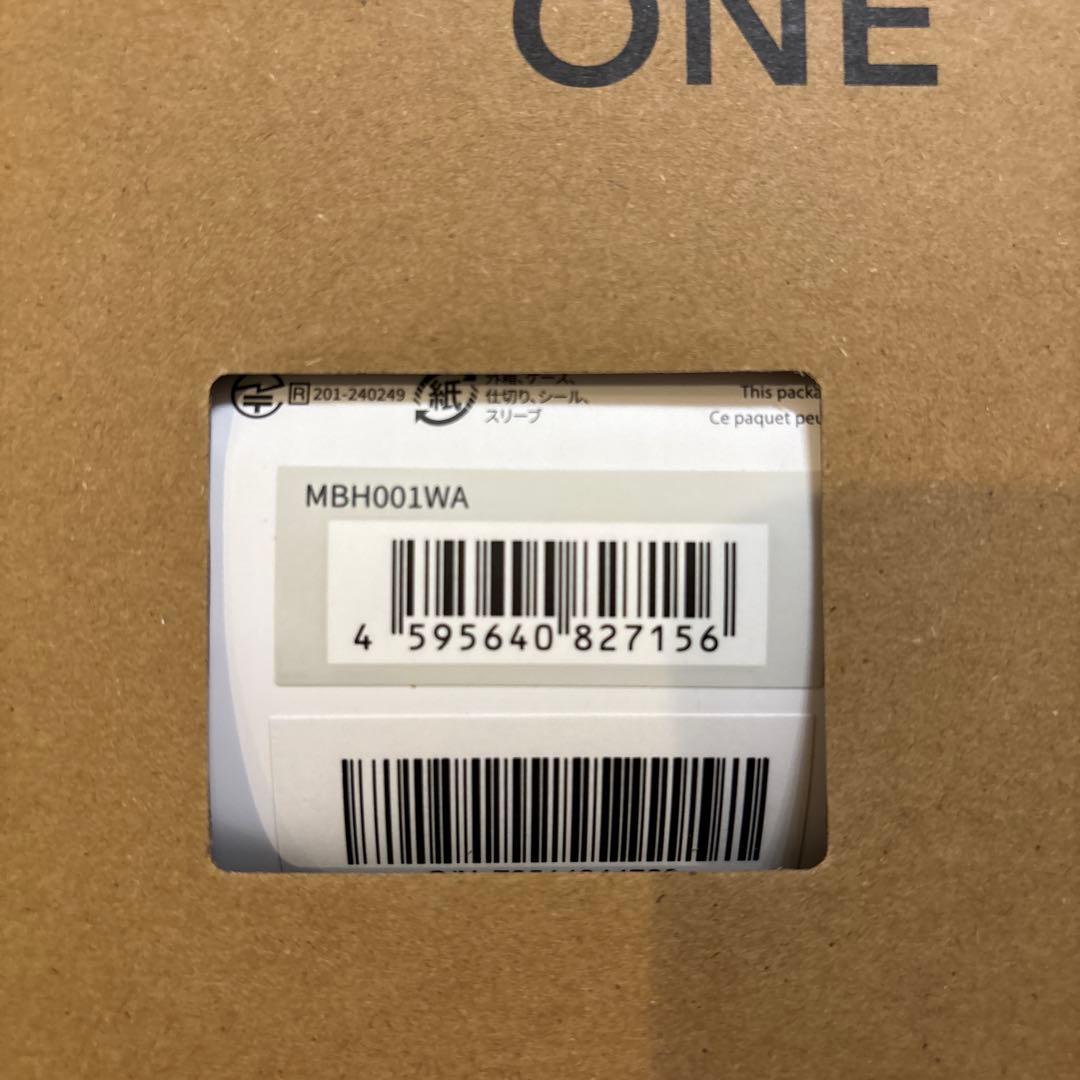 ONE
R 201-240249
紙
外箱、ケース、
仕切り、シール、
スリーブ
This packa
Ce paquet peu
MBH001WA
4 595640 827156